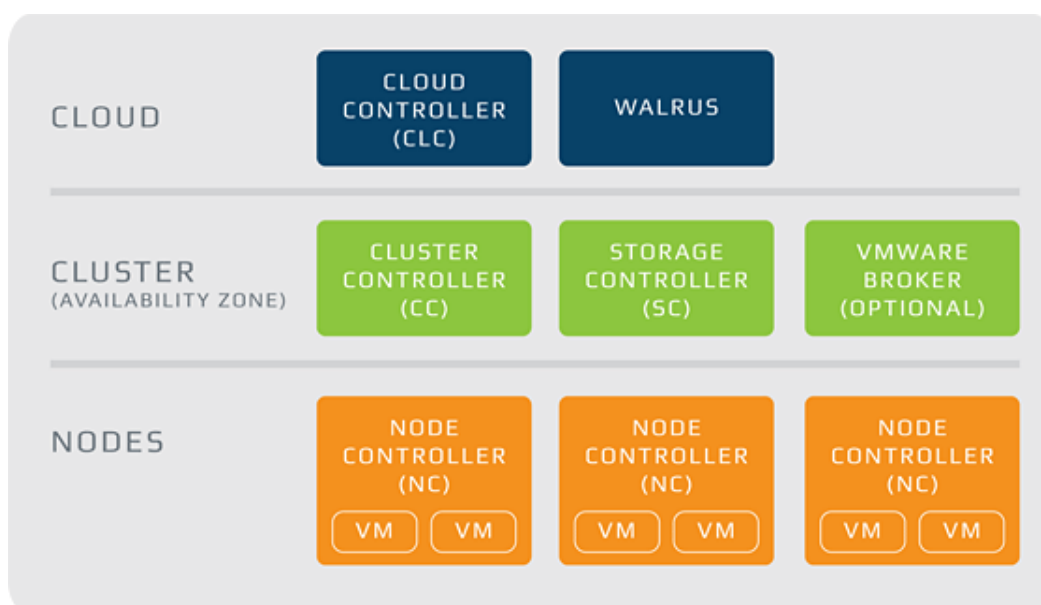 CLOUD
CLOUD
CONTROLLER
(CLC)
WALRUS
CLUSTER
(AVAILABILITY ZONE)
CLUSTER
CONTROLLER
(CC)
STORAGE
CONTROLLER
(SC)
VMWARE
BROKER
(OPTIONAL)
NODES
NODE
CONTROLLER
(NC)
VM VM
NODE
CONTROLLER
(NC)
VM VM
NODE
CONTROLLER
(NC)
VM VM